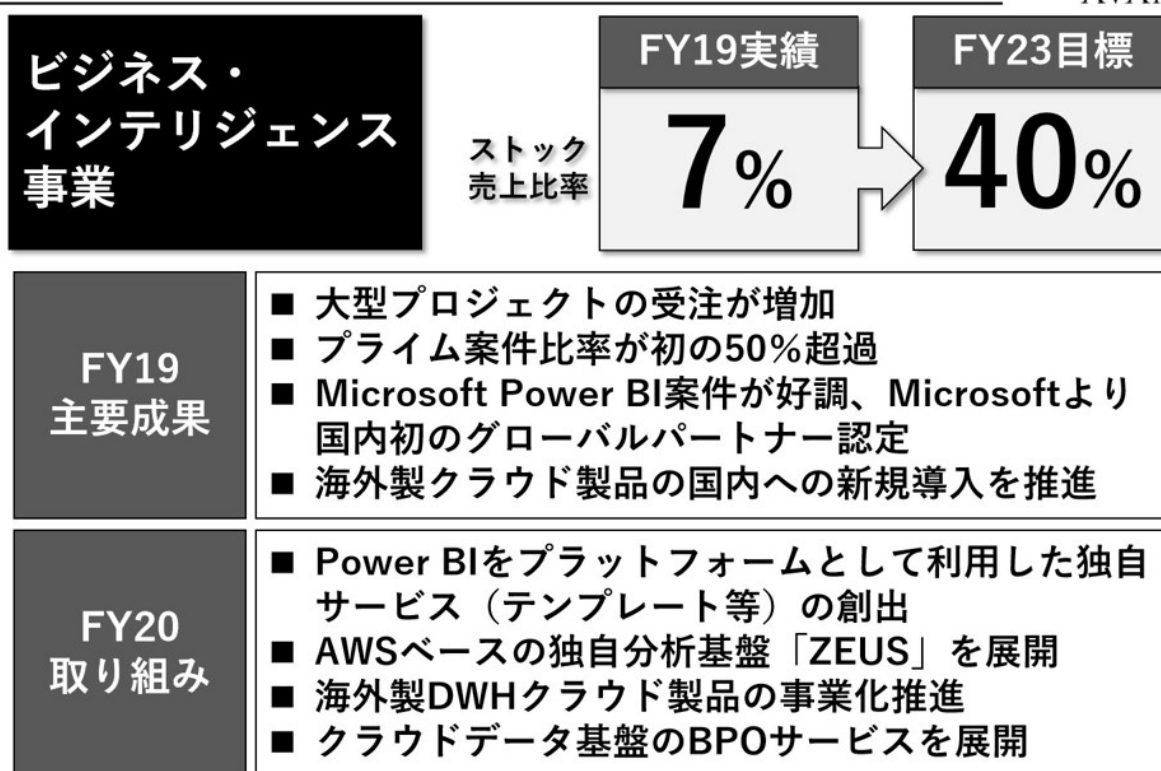 ビジネス・
インテリジェンス
事業
ストック
売上比率
FY19実績
7%
FY23目標
40%
FY19
主要成果
■ 大型プロジェクトの受注が増加
■ プライム案件比率が初の50%超過
■ Microsoft Power BI案件が好調、Microsoftより
国内初のグローバルパートナー認定
■ 海外製クラウド製品の国内への新規導入を推進
FY20
取り組み
■ Power BIをプラットフォームとして利用した独自
サービス（テンプレート等）の創出
■ AWSベースの独自分析基盤「ZEUS」を展開
■ 海外製DWHクラウド製品の事業化推進
■ クラウドデータ基盤のBPOサービスを展開